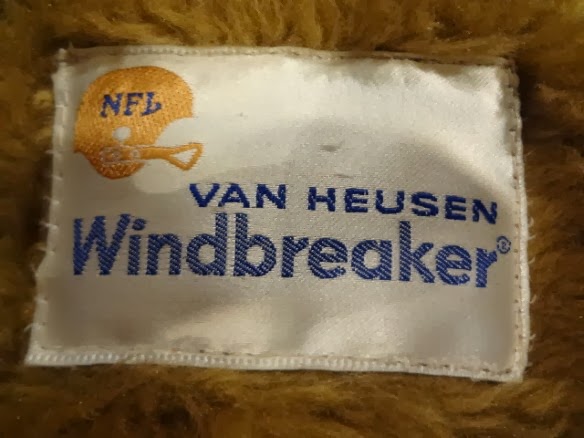 NFL
VAN HEUSEN
Windbreaker®